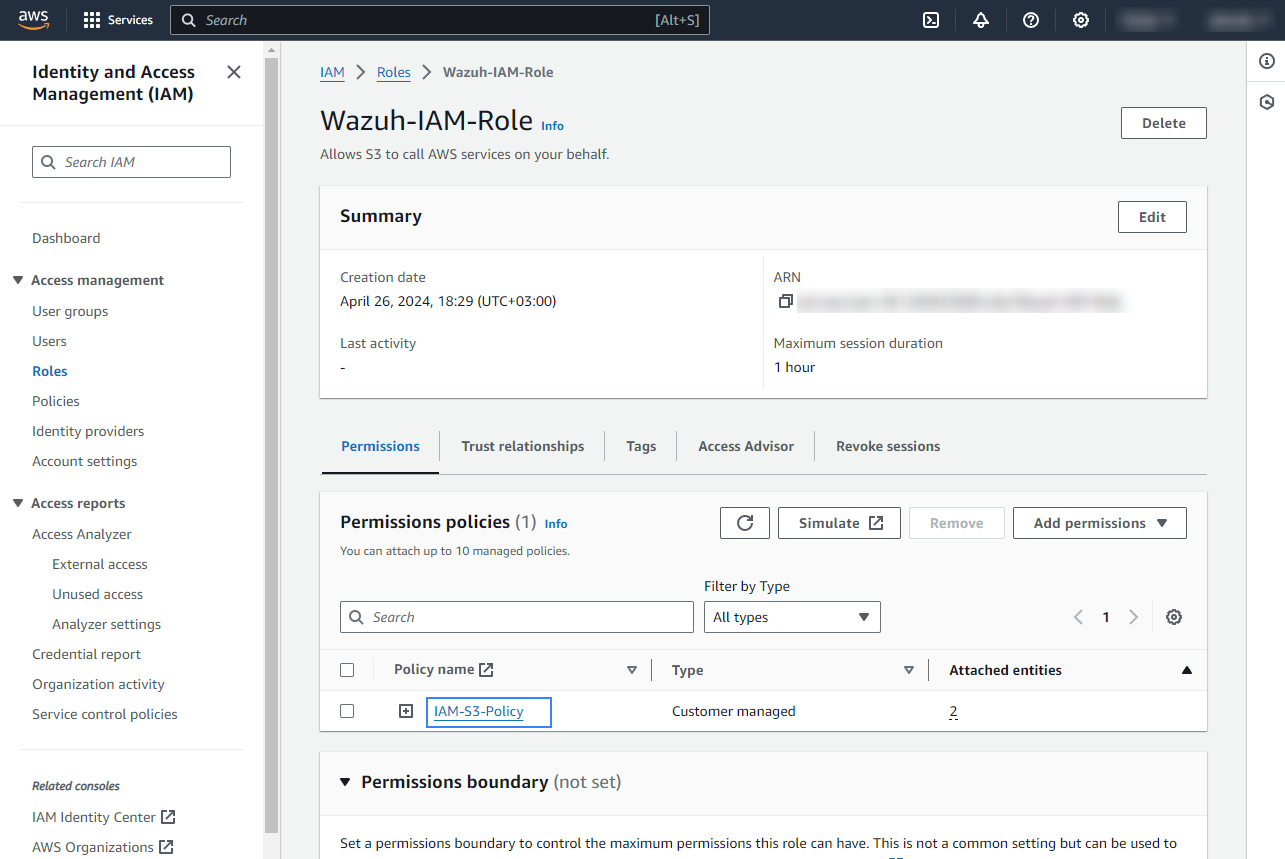 aws Services Search [Alt+S]
Identity and Access
Management (IAM)
Search IAM
Dashboard
Access management
User groups
Users
Roles
Policies
Identity providers
Account settings
Access reports
Access Analyzer
External access
Unused access
Analyzer settings
Credential report
Organization activity
Service control policies
Related consoles
IAM Identity Center
AWS Organizations
IAM Roles Wazuh-IAM-Role
Wazuh-IAM-Role Info
Delete
Allows S3 to call AWS services on your behalf.
Summary
Edit
Creation date
April 26, 2024, 18:29 (UTC+03:00)
ARN
Last activity
-
Maximum session duration
1 hour
Permissions Trust relationships Tags Access Advisor Revoke sessions
Permissions policies (1) Info
Simulate Remove Add permissions
You can attach up to 10 managed policies.
Filter by Type
Search All types 1
Policy name Type Attached entities
IAM-S3-Policy Customer managed 2
Permissions boundary (not set)
Set a permissions boundary to control the maximum permissions this role can have. This is not a common setting but can be used to